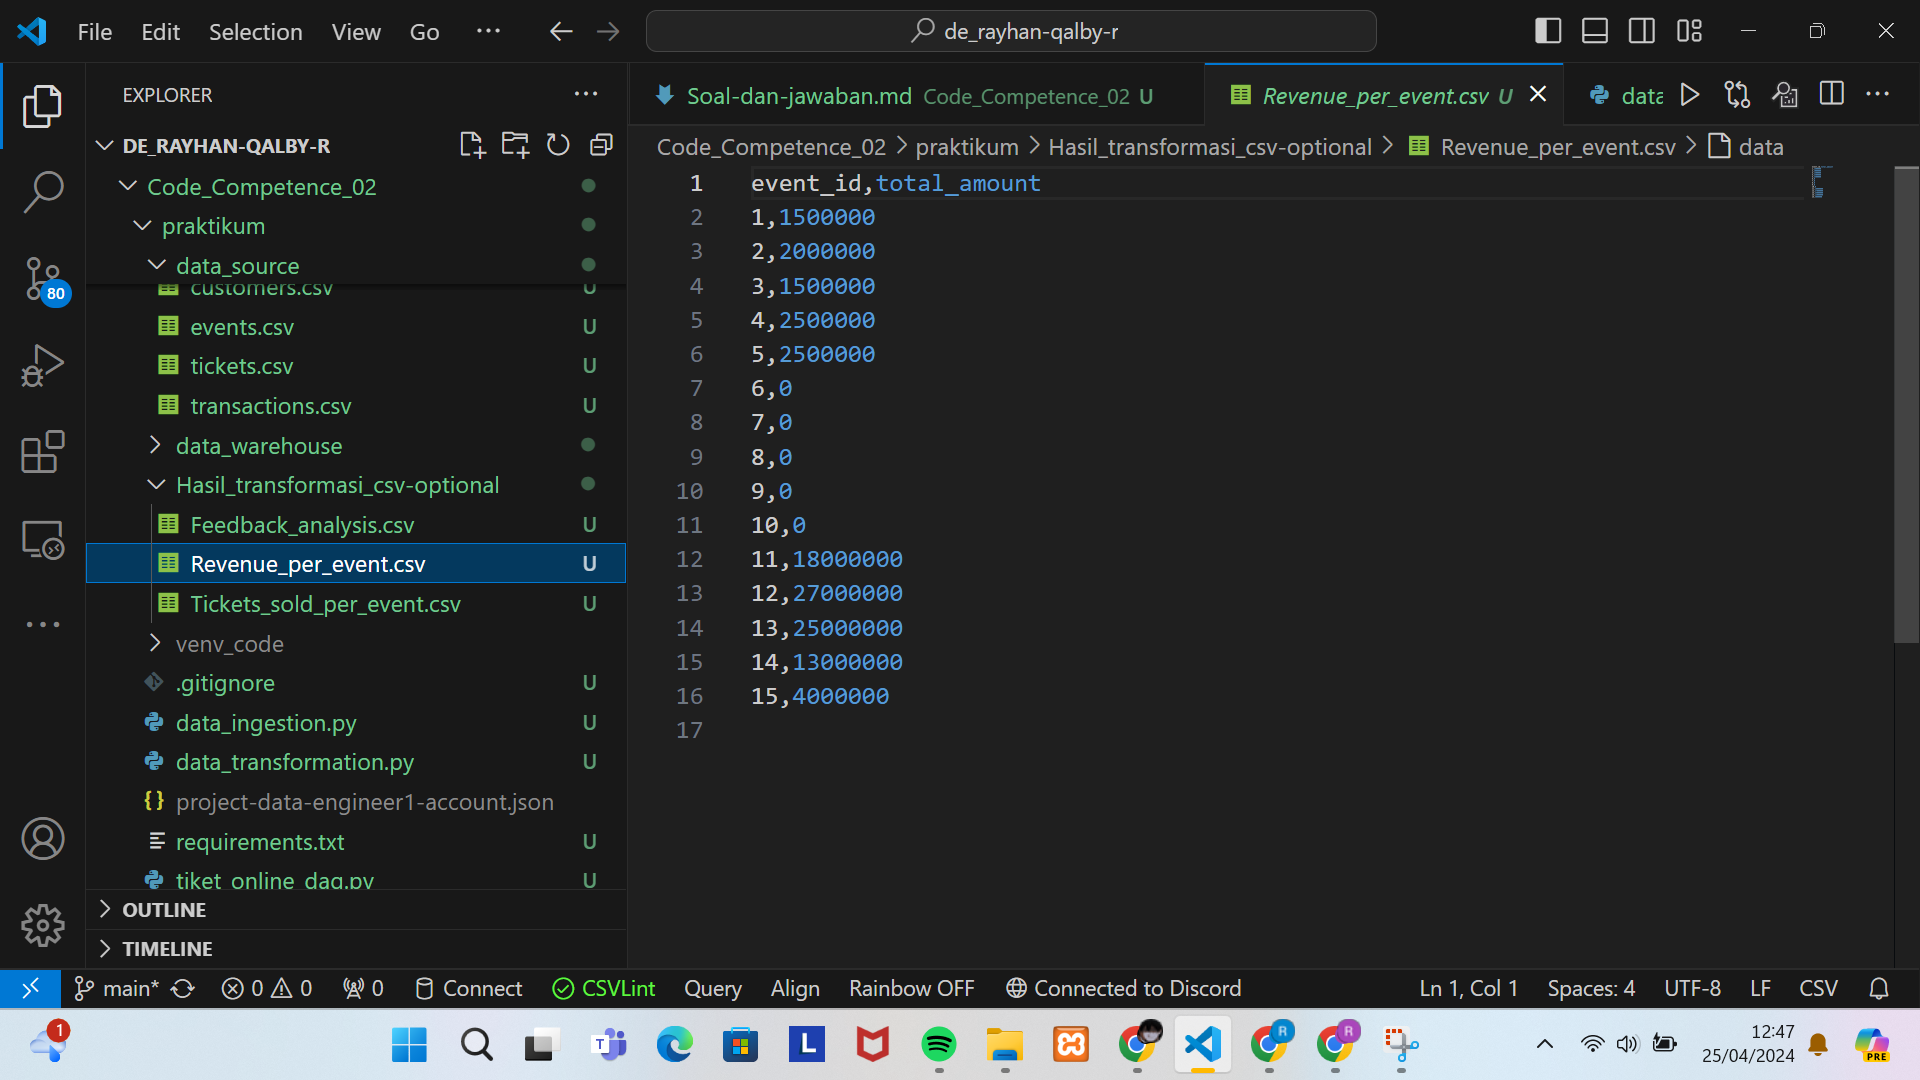 File Edit Selection View Go ··· de_rayhan-qalby-r
EXPLORER
DE_RAYHAN-QALBY-R
Code_Competence_02
praktikum
data_source
customers.csv U
events.csv U
tickets.csv U
transactions.csv U
data_warehouse
Hasil_transformasi_csv-optional
Feedback_analysis.csv U
Revenue_per_event.csv U
Tickets_sold_per_event.csv U
venv_code
.gitignore U
data_ingestion.py U
data_transformation.py U
project-data-engineer1-account.json
requirements.txt U
tiket_online_dag.py U
OUTLINE
TIMELINE
80
Soal-dan-jawaban.md Code_Competence_02 U
Revenue_per_event.csv U
data
Code_Competence_02 > praktikum > Hasil_transformasi_csv-optional > Revenue_per_event.csv > data
1 event_id,total_amount
2 1,1500000
3 2,2000000
4 3,1500000
5 4,2500000
6 5,2500000
7 6,0
8 7,0
9 8,0
10 9,0
11 10,0
12 11,18000000
13 12,27000000
14 13,25000000
15 14,13000000
16 15,4000000
17
main* 0 0 0 Connect CSVLint Query Align Rainbow OFF Connected to Discord Ln 1, Col 1 Spaces: 4 UTF-8 LF CSV
1
T
L
R
R
12:47
25/04/2024
PRE